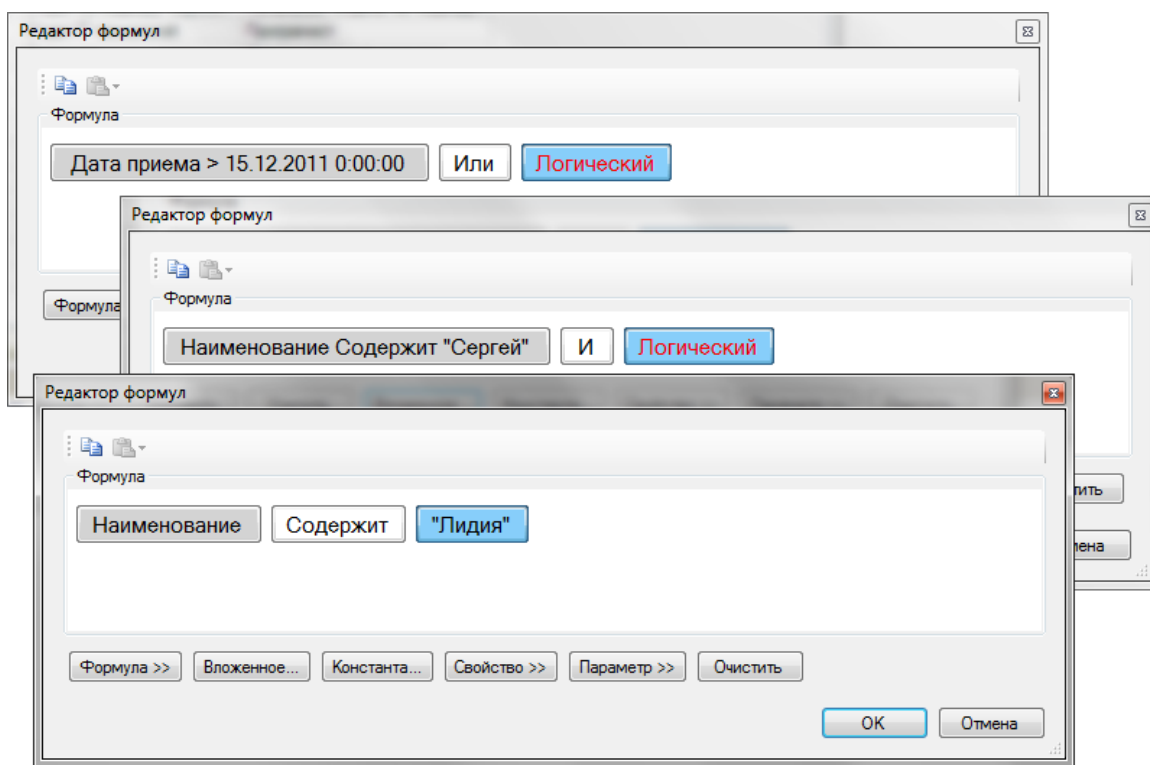 Редактор формул
Формула
Дата приема > 15.12.2011 0:00:00 Или Логический
Формула
Редактор формул
Формула
Наименование Содержит "Сергей" И Логический
тить
Редактор формул
Формула
Наименование Содержит "Лидия"
Формула >> Вложенное... Константа... Свойство >> Параметр >> Очистить
OK Отмена